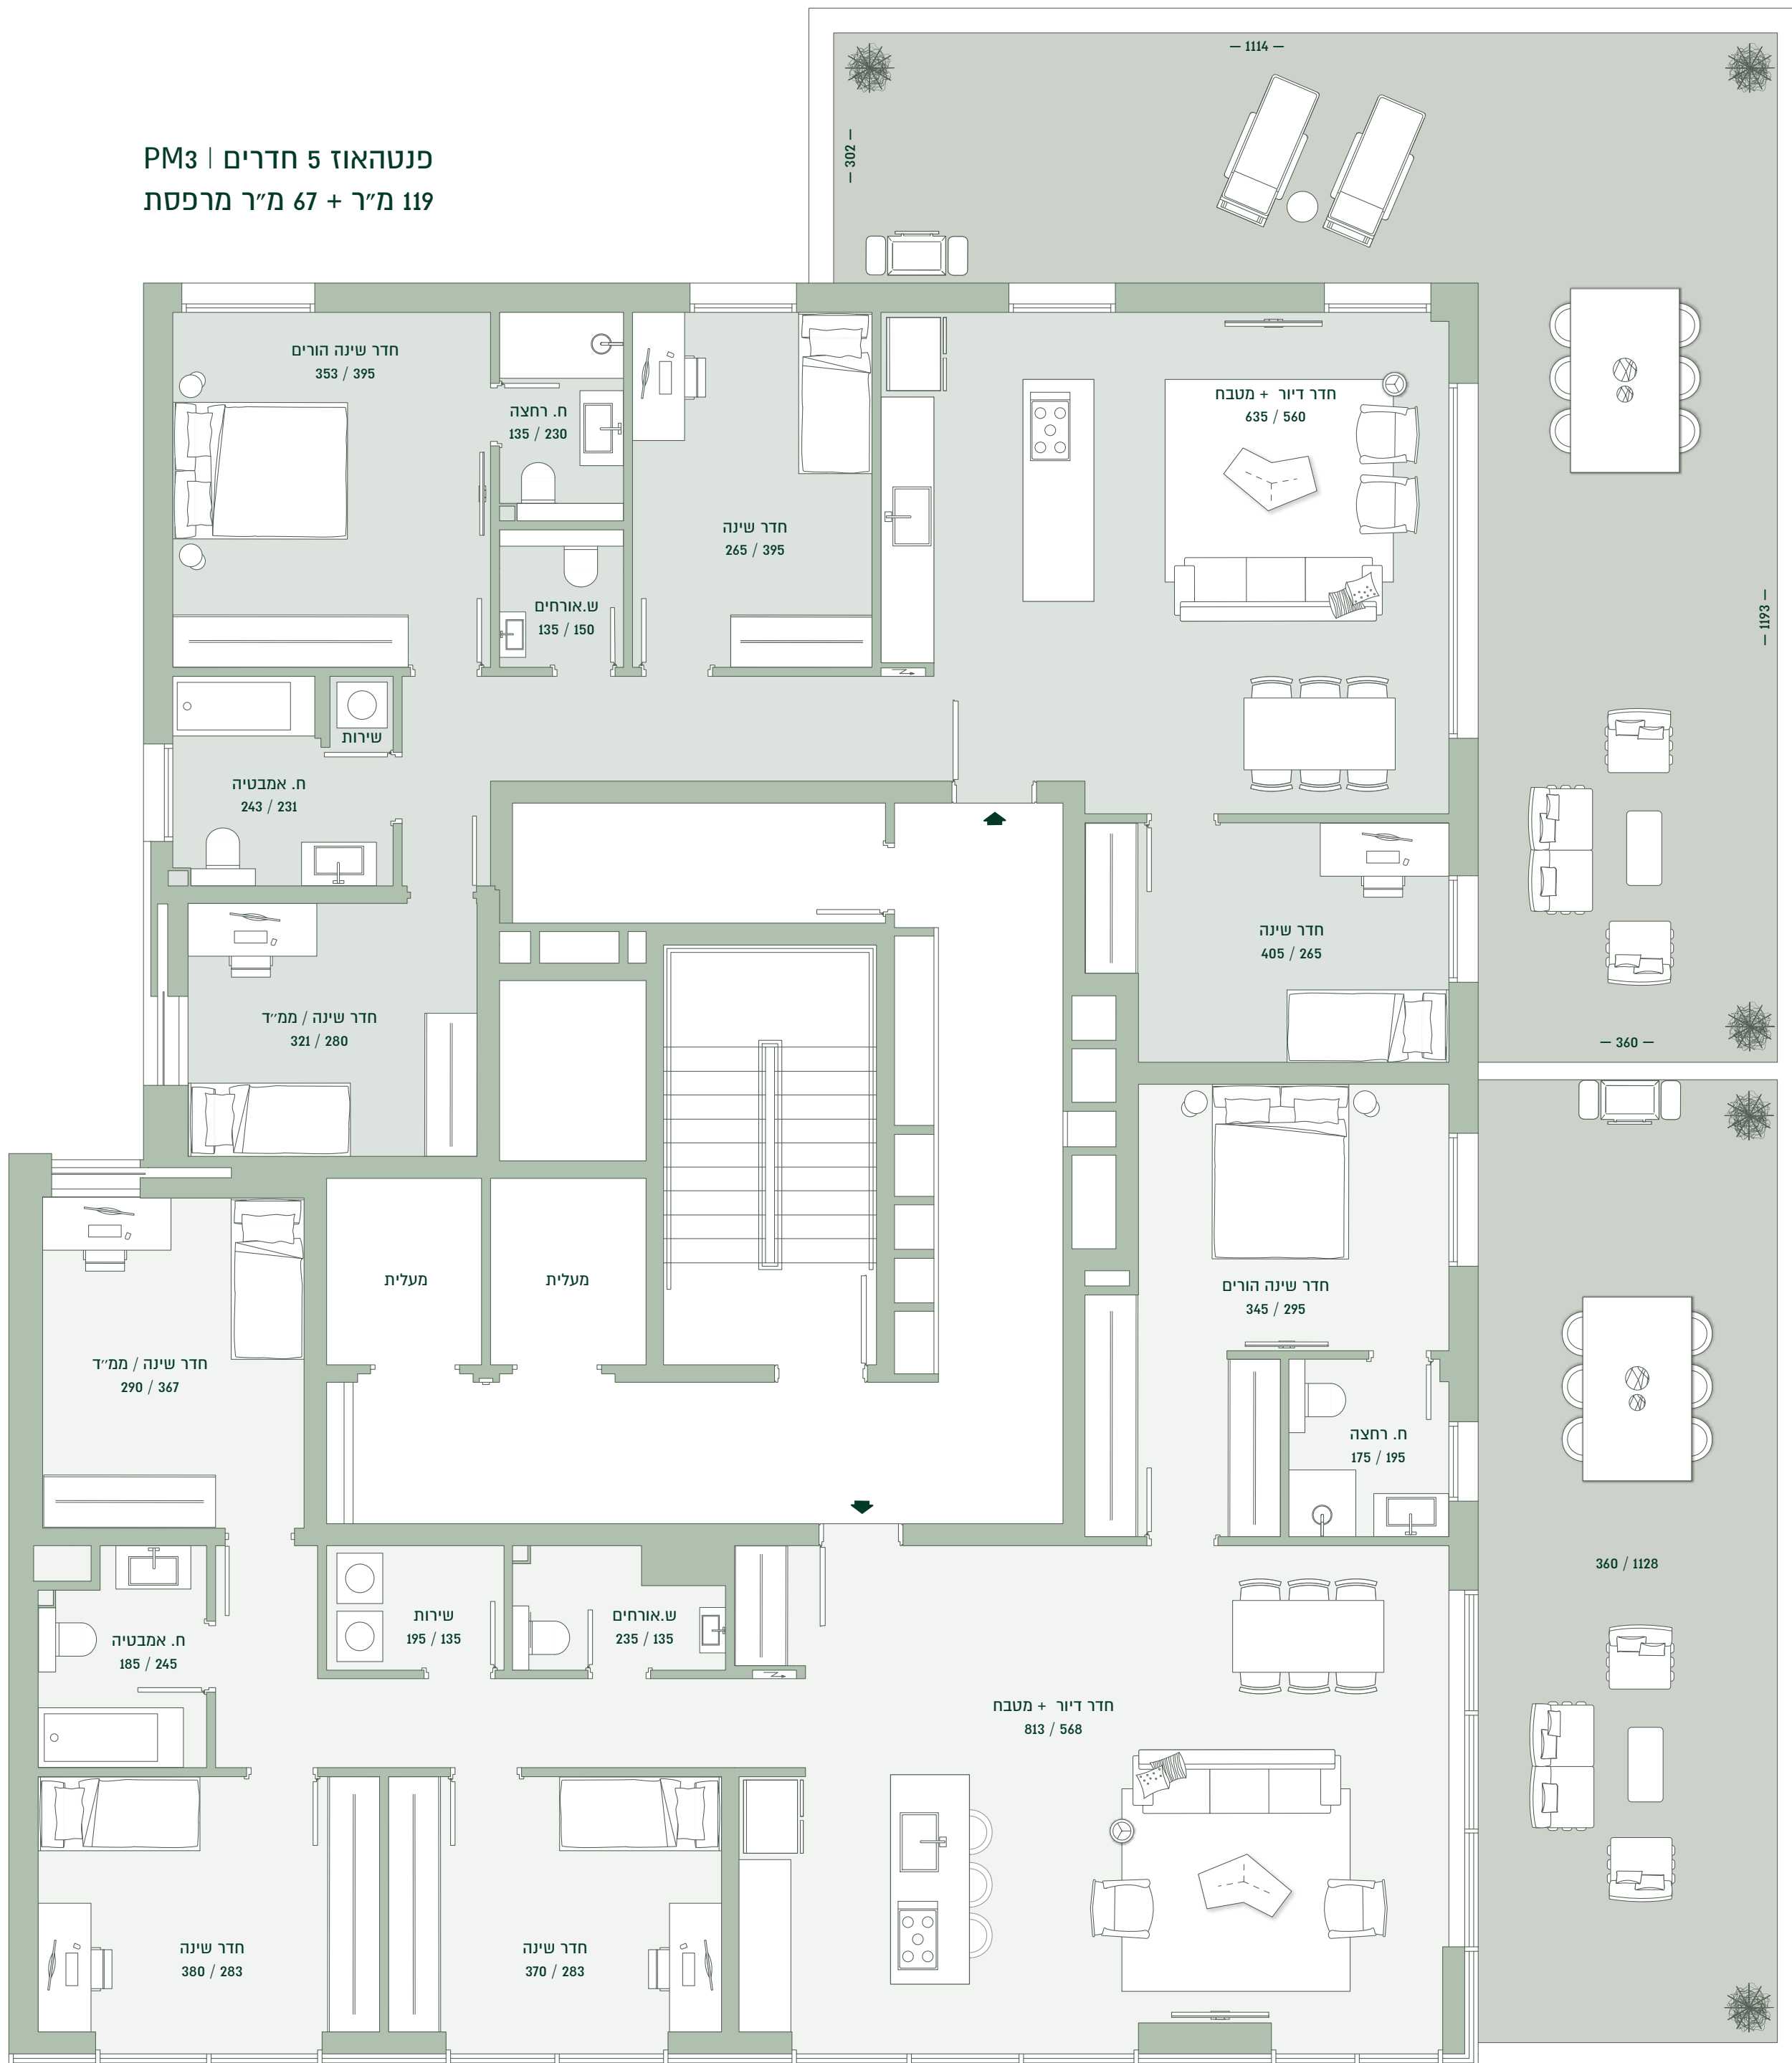 פנטהאוז 5 חדרים | PM3
119 מ״ר + 67 מ״ר מרפסת
— 1114 —
— 302 —
חדר שינה הורים
353 / 395
ח. רחצה
135 / 230
חדר דיור + מטבח
635 / 560
חדר שינה
265 / 395
ש.אורחים
135 / 150
— 1193 —
שירות
ח. אמבטיה
243 / 231
חדר שינה
405 / 265
חדר שינה / ממ״ד
321 / 280
— 360 —
מעלית
מעלית
חדר שינה הורים
345 / 295
חדר שינה / ממ״ד
290 / 367
ח. רחצה
175 / 195
360 / 1128
שירות
195 / 135
ש.אורחים
235 / 135
ח. אמבטיה
185 / 245
חדר דיור + מטבח
813 / 568
חדר שינה
380 / 283
חדר שינה
370 / 283